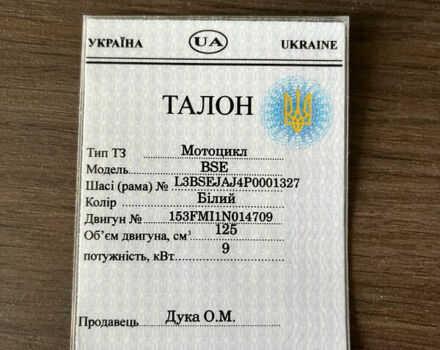 УКРАЇНА UA UKRAINE
ТАЛОН
Тип ТЗ Мотоцикл
Модель BSE
Шасі (рама) № L3BSEJAJ4P0001327
Колір Білий
Двигун № 153FMI1N014709
Об'єм двигуна, см³ 125
потужність, кВт 9
Продавець Дука О.М.